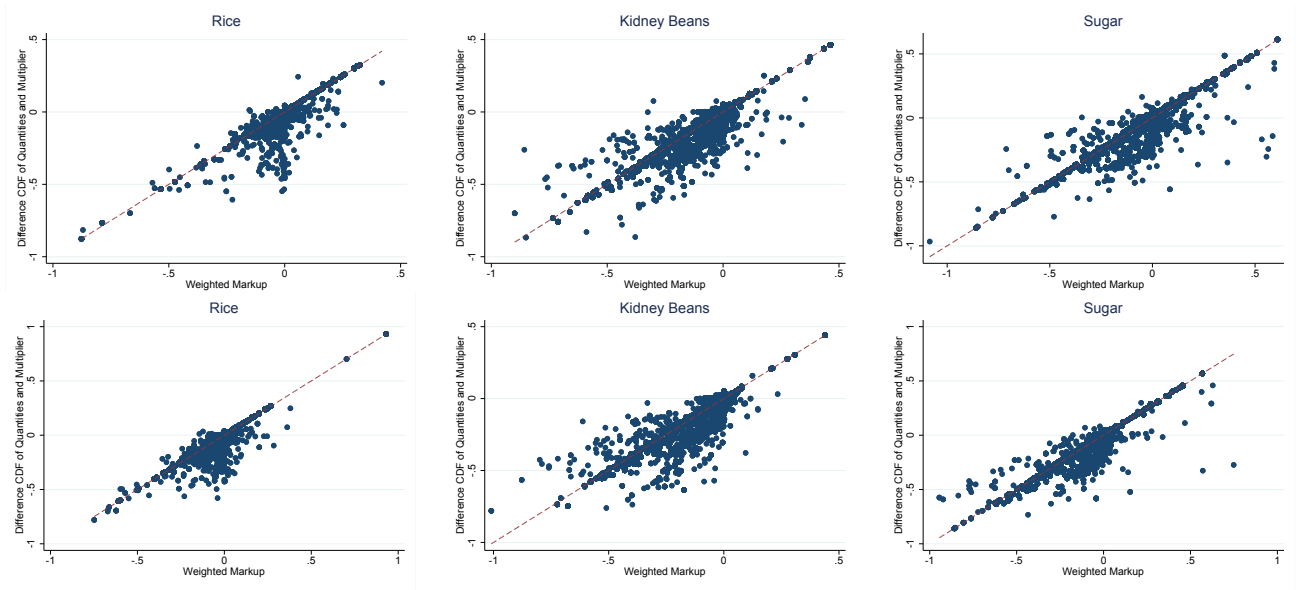 Rice
Difference CDF of Quantities and Multiplier
.5
0
-.5
-1
-1
-.5
0
.5
Weighted Markup
Kidney Beans
Difference CDF of Quantities and Multiplier
.5
0
-.5
-1
-1
-.5
0
.5
Weighted Markup
Sugar
Difference CDF of Quantities and Multiplier
.5
0
-.5
-1
-1
-.5
0
.5
Weighted Markup
Rice
Difference CDF of Quantities and Multiplier
1
.5
0
-.5
-1
-1
-.5
0
.5
1
Weighted Markup
Kidney Beans
Difference CDF of Quantities and Multiplier
.5
0
-.5
-1
-1
-.5
0
.5
Weighted Markup
Sugar
Difference CDF of Quantities and Multiplier
1
.5
0
-.5
-1
-1
-.5
0
.5
1
Weighted Markup